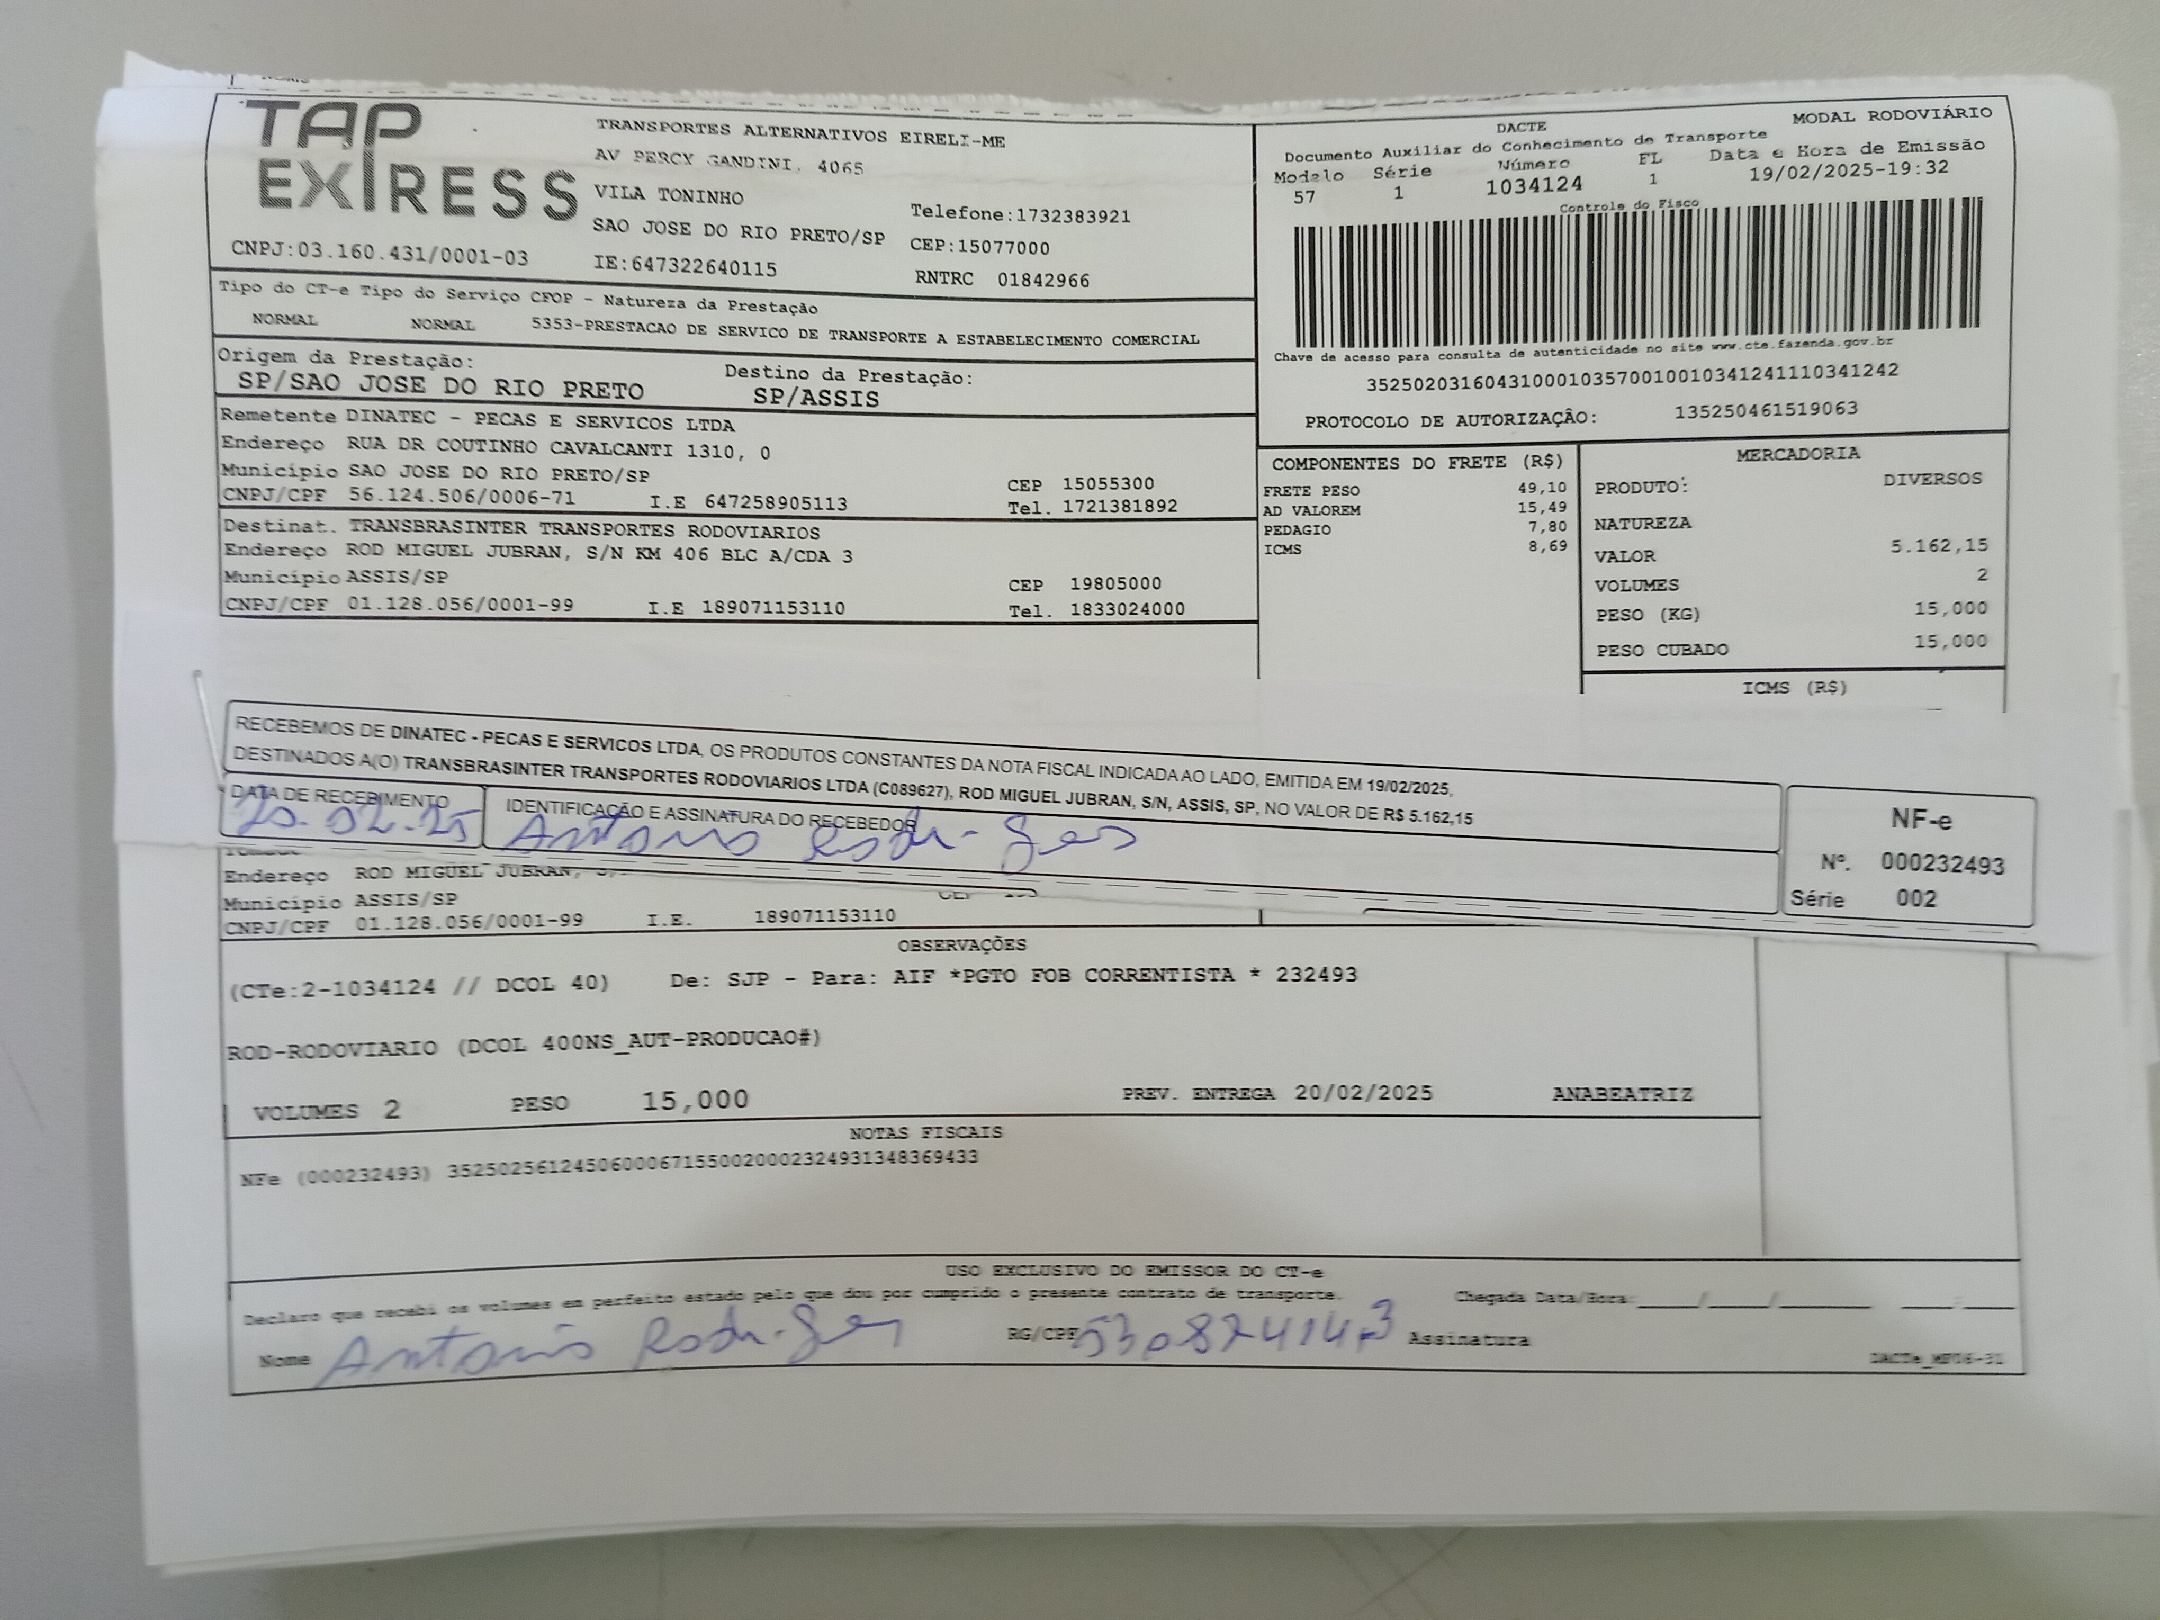 TAP
EXPRESS
TRANSPORTES ALTERNATIVOS EIRELI-ME
AV PERCY GANDINI, 4065
VILA TONINHO
SAO JOSE DO RIO PRETO/SP
Telefone:1732383921
CEP:15077000
CNPJ:03.160.431/0001-03
IE:647322640115
RNTRC 01842966
DACTE
MODAL RODOVIÁRIO
Documento Auxiliar do Conhecimento de Transporte
Modelo Série Número FL Data e Hora de Emissão
57 1 1034124 1 19/02/2025-19:32
Controle do Fisco
Chave de acesso para consulta de autenticidade no site www.cte.fazenda.gov.br
35250203160431000103570010010341241110341242
PROTOCOLO DE AUTORIZAÇÃO: 135250461519063
Tipo do CT-e Tipo do Serviço CFOP - Natureza da Prestação
NORMAL NORMAL 5353-PRESTACAO DE SERVICO DE TRANSPORTE A ESTABELECIMENTO COMERCIAL
Origem da Prestação: Destino da Prestação:
SP/SAO JOSE DO RIO PRETO SP/ASSIS
Remetente DINATEC - PECAS E SERVICOS LTDA
Endereço RUA DR COUTINHO CAVALCANTI 1310, 0
Município SAO JOSE DO RIO PRETO/SP CEP 15055300
CNPJ/CPF 56.124.506/0006-71 I.E 647258905113 Tel. 1721381892
Destinat. TRANSBRASINTER TRANSPORTES RODOVIARIOS
Endereço ROD MIGUEL JUBRAN, S/N KM 406 BLC A/CDA 3
Município ASSIS/SP CEP 19805000
CNPJ/CPF 01.128.056/0001-99 I.E 189071153110 Tel. 1833024000
COMPONENTES DO FRETE (R$)
FRETE PESO 49,10
AD VALOREM 15,49
PEDAGIO 7,80
ICMS 8,69
MERCADORIA
PRODUTO: DIVERSOS
NATUREZA
VALOR 5.162,15
VOLUMES 2
PESO (KG) 15,000
PESO CUBADO 15,000
ICMS (R$)
RECEBEMOS DE DINATEC - PECAS E SERVICOS LTDA, OS PRODUTOS CONSTANTES DA NOTA FISCAL INDICADA AO LADO, EMITIDA EM 19/02/2025,
DESTINADOS A(O) TRANSBRASINTER TRANSPORTES RODOVIARIOS LTDA (C089627), ROD MIGUEL JUBRAN, S/N, ASSIS, SP, NO VALOR DE R$ 5.162,15
DATA DE RECEBIMENTO IDENTIFICAÇÃO E ASSINATURA DO RECEBEDOR
20.02.25 Antonio Rodrigues
NF-e
Nº. 000232493
Série 002
Endereço ROD MIGUEL JUBRAN,
Município ASSIS/SP
CNPJ/CPF 01.128.056/0001-99 I.E. 189071153110
OBSERVAÇÕES
(CTe:2-1034124 // DCOL 40) De: SJP - Para: AIF *PGTO FOB CORRENTISTA * 232493
ROD-RODOVIARIO (DCOL 400NS_AUT-PRODUCAO#)
VOLUMES 2 PESO 15,000 PREV. ENTREGA 20/02/2025 ANABEATRIZ
NOTAS FISCAIS
NFe (000232493) 35250256124506000671550020002324931348369433
USO EXCLUSIVO DO EMISSOR DO CT-e
Declaro que recebi os volumes em perfeito estado pelo que dou por cumprido o presente contrato de transporte. Chegada Data/Hora:____/____/______ ___:___
Nome Antonio Rodrigues RG/CPF 530874143 Assinatura